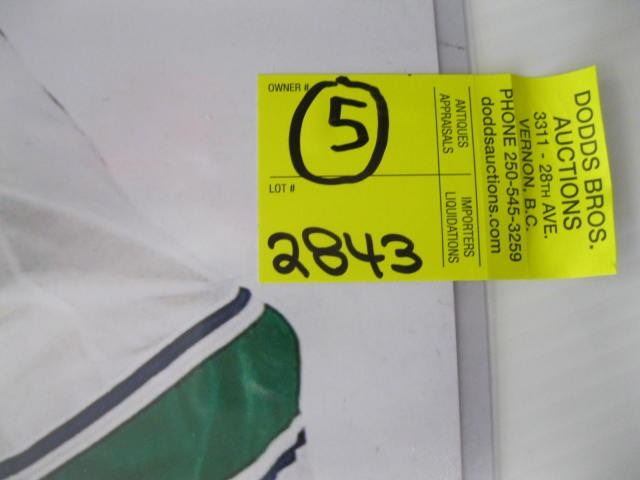 OWNER #
5
LOT #
2843
ANTIQUES
APPRAISALS
IMPORTERS
LIQUIDATIONS
DODDS BROS.
AUCTIONS
3311 - 28TH AVE.
VERNON, B.C.
PHONE 250-545-3259
doddsauctions.com